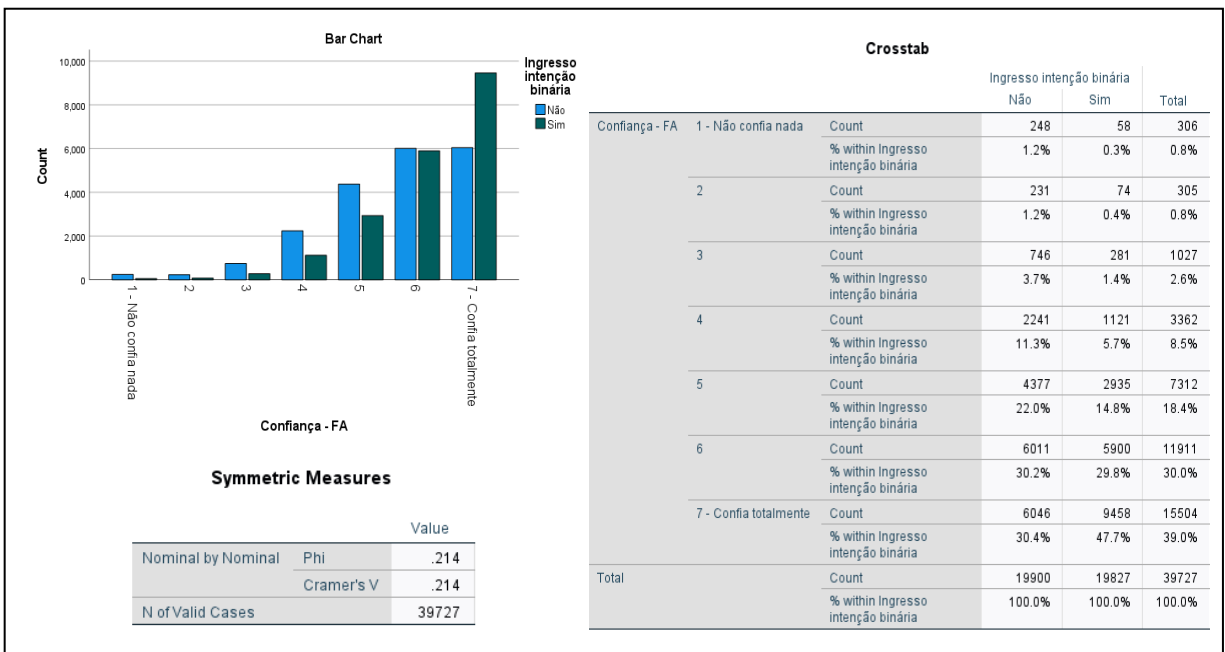 Bar Chart
Ingresso
intenção
binária
Não
Sim
10,000
8,000
6,000
4,000
2,000
0
Count
1 - Não confia nada
2
3
4
5
6
7 - Confia totalmente
Confiança - FA
Symmetric Measures
Value
Nominal by Nominal Phi .214
Cramer's V .214
N of Valid Cases 39727
Crosstab
Ingresso intenção binária
Não Sim Total
Confiança - FA 1 - Não confia nada Count 248 58 306
% within Ingresso
intenção binária 1.2% 0.3% 0.8%
2 Count 231 74 305
% within Ingresso
intenção binária 1.2% 0.4% 0.8%
3 Count 746 281 1027
% within Ingresso
intenção binária 3.7% 1.4% 2.6%
4 Count 2241 1121 3362
% within Ingresso
intenção binária 11.3% 5.7% 8.5%
5 Count 4377 2935 7312
% within Ingresso
intenção binária 22.0% 14.8% 18.4%
6 Count 6011 5900 11911
% within Ingresso
intenção binária 30.2% 29.8% 30.0%
7 - Confia totalmente Count 6046 9458 15504
% within Ingresso
intenção binária 30.4% 47.7% 39.0%
Total Count 19900 19827 39727
% within Ingresso
intenção binária 100.0% 100.0% 100.0%